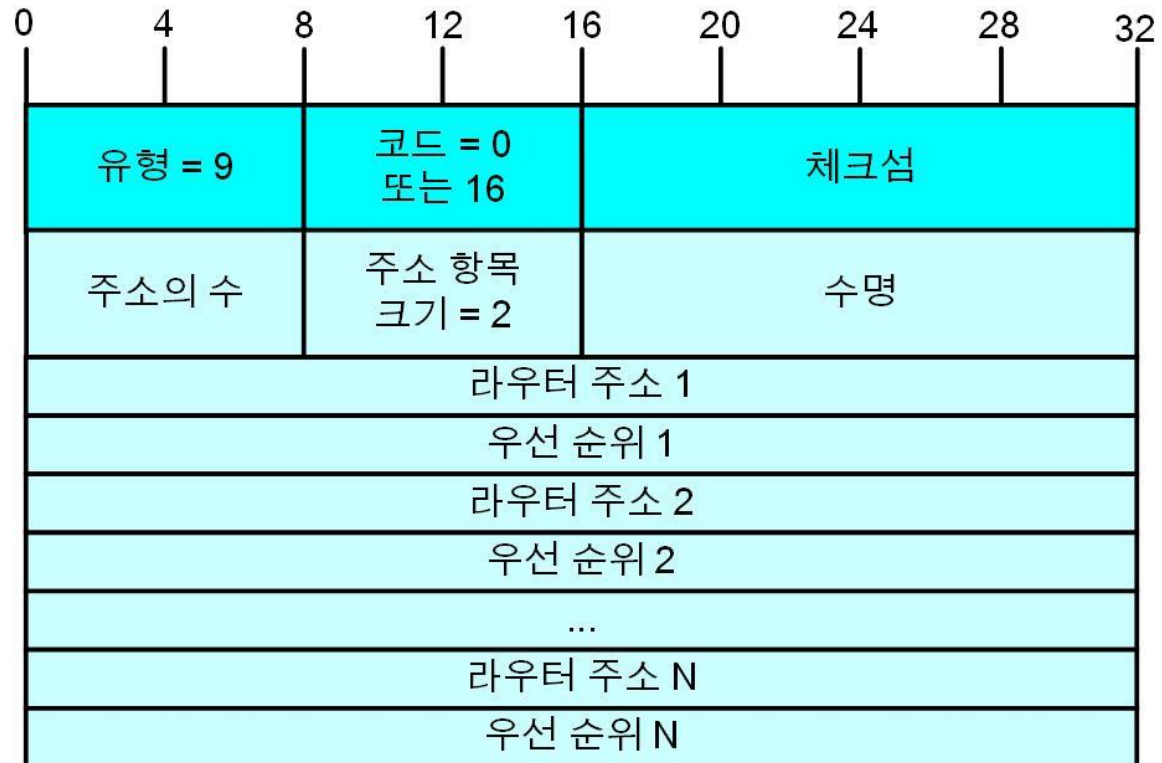 0 4 8 12 16 20 24 28 32
유형 = 9
코드 = 0
또는 16
체크섬
주소의 수
주소 항목
크기 = 2
수명
라우터 주소 1
우선 순위 1
라우터 주소 2
우선 순위 2
...
라우터 주소 N
우선 순위 N